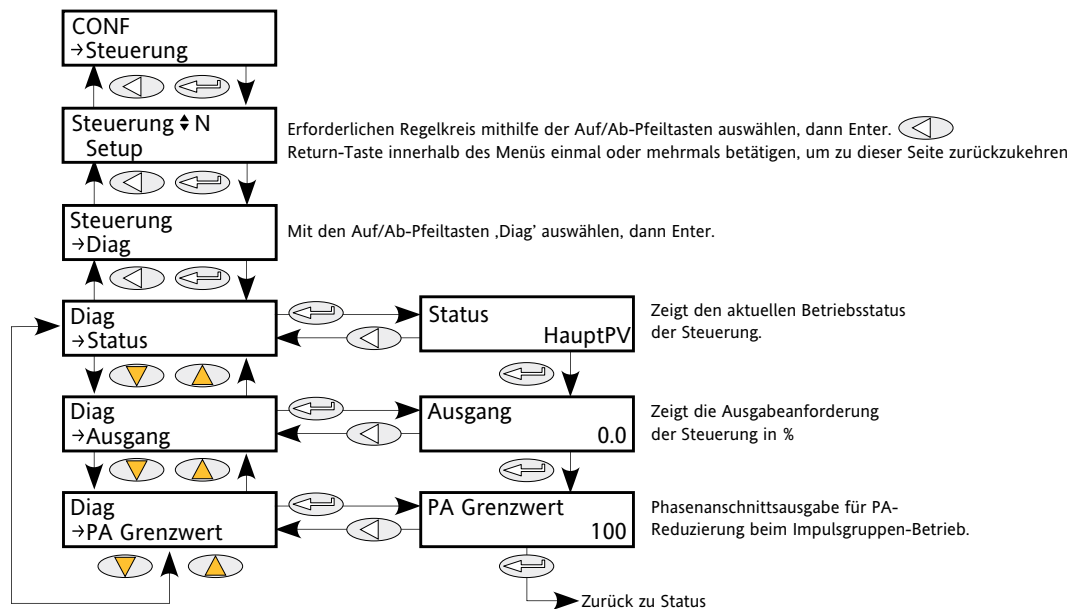 CONF
→Steuerung
Steuerung ♦ N
Setup
Erforderlichen Regelkreis mithilfe der Auf/Ab-Pfeiltasten auswählen, dann Enter.
Return-Taste innerhalb des Menüs einmal oder mehrmals betätigen, um zu dieser Seite zurückzukehren
Steuerung
→Diag
Mit den Auf/Ab-Pfeiltasten ‚Diag’ auswählen, dann Enter.
Diag
→Status
Status
HauptPV
Zeigt den aktuellen Betriebsstatus
der Steuerung.
Diag
→Ausgang
Ausgang
0.0
Zeigt die Ausgabeanforderung
der Steuerung in %
Diag
→PA Grenzwert
PA Grenzwert
100
Phasenanschnittsausgabe für PA-
Reduzierung beim Impulsgruppen-Betrieb.
Zurück zu Status